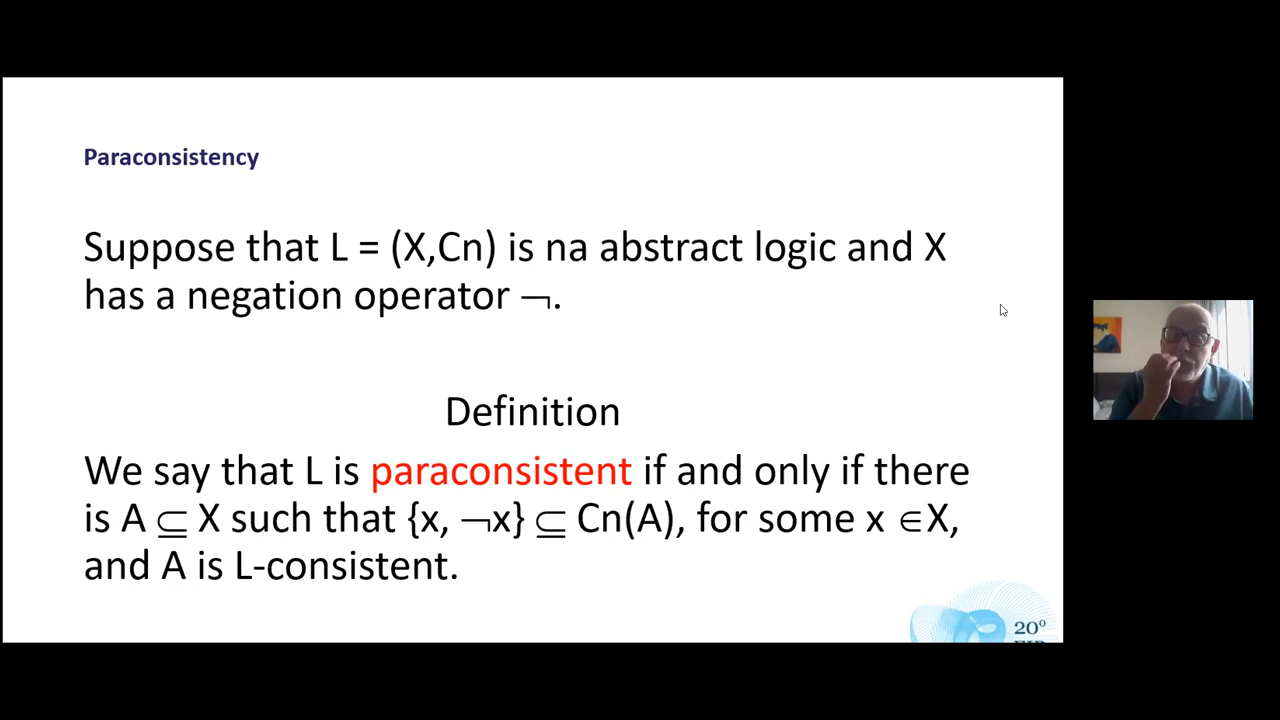 Paraconsistency
Suppose that L = (X,Cn) is na abstract logic and X
has a negation operator ¬.
Definition
We say that L is paraconsistent if and only if there
is A ⊆ X such that {x, ¬x} ⊆ Cn(A), for some x ∈X,
and A is L-consistent.
20º